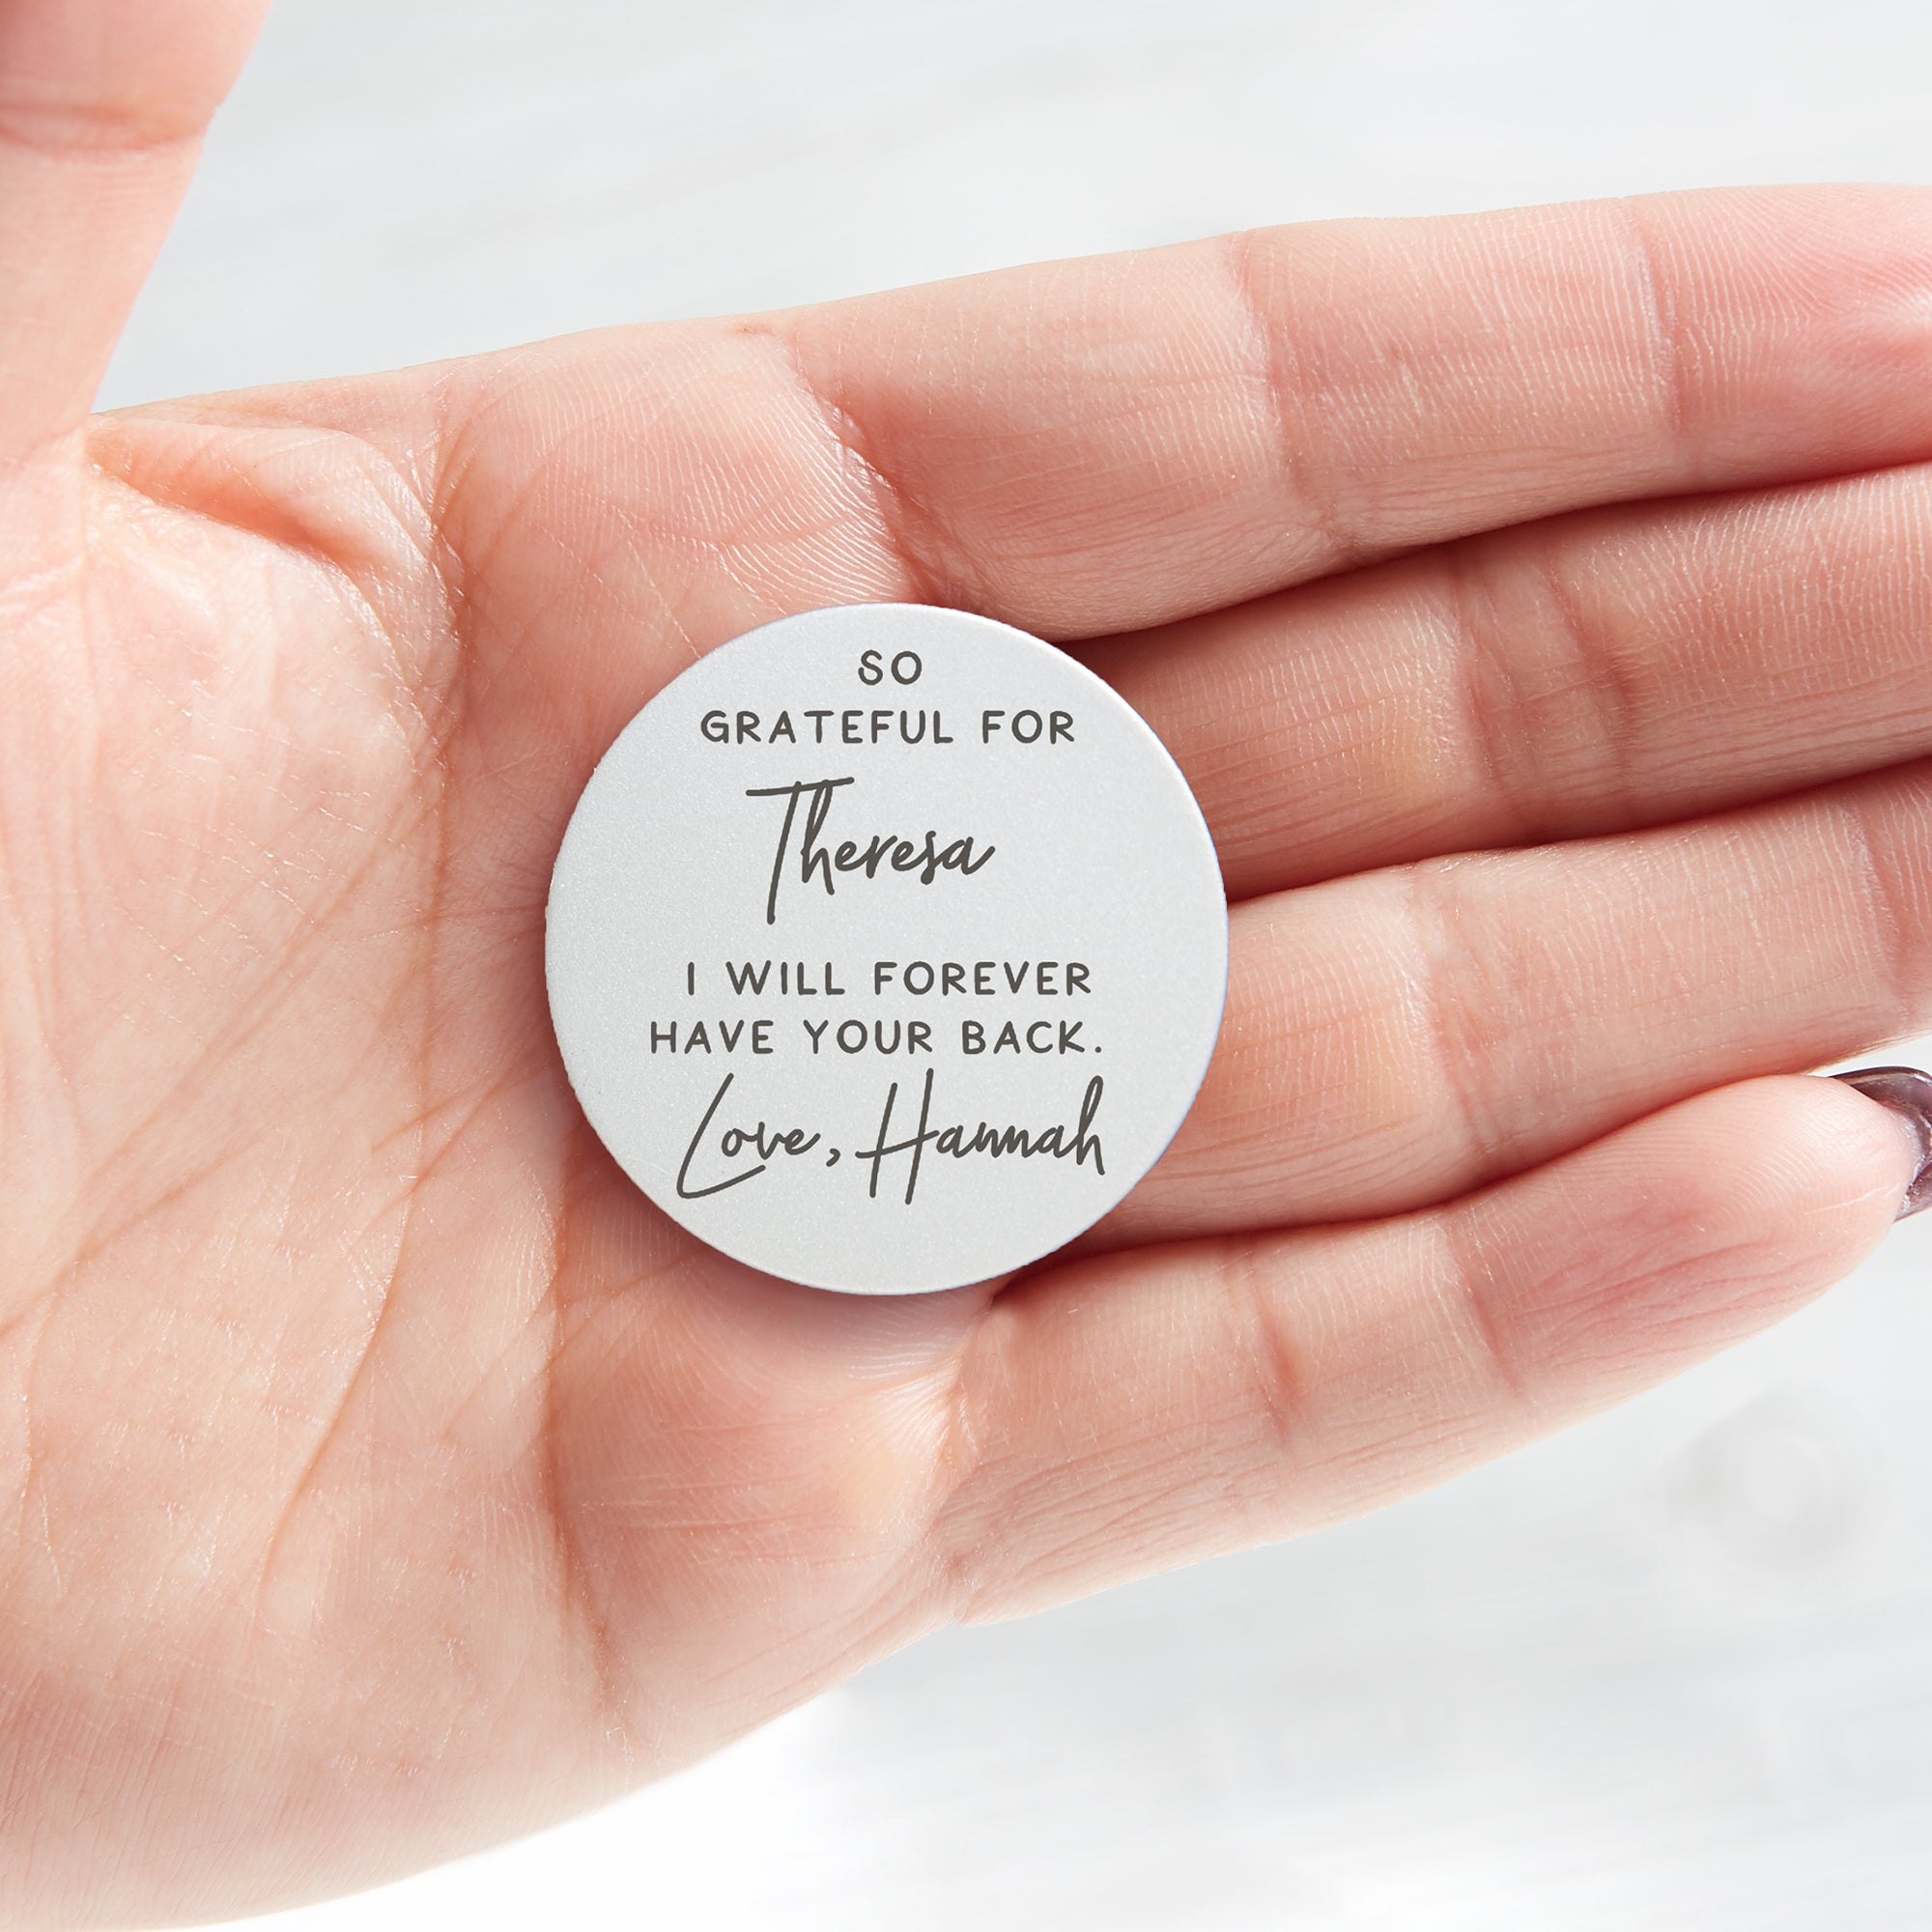 SO
GRATEFUL FOR
Theresa
I WILL FOREVER
HAVE YOUR BACK.
Love, Hannah